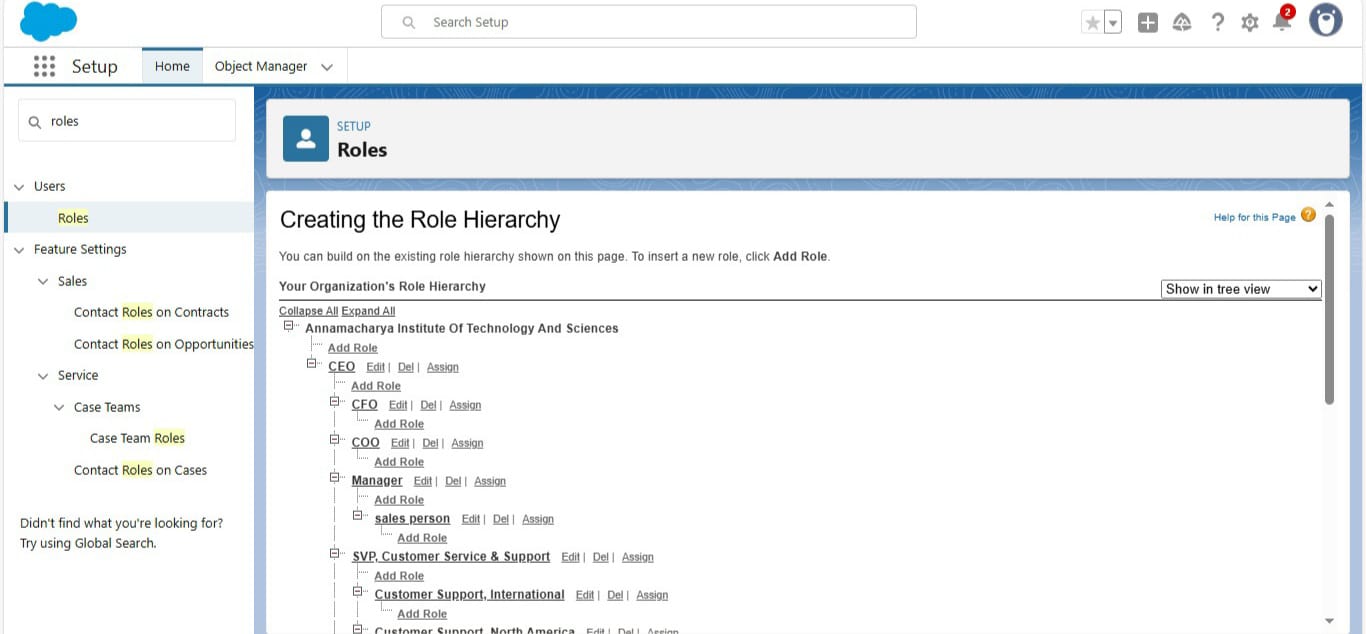 Search Setup
2
Setup
Home
Object Manager
roles
Users
Roles
Feature Settings
Sales
Contact Roles on Contracts
Contact Roles on Opportunities
Service
Case Teams
Case Team Roles
Contact Roles on Cases
Didn't find what you're looking for?
Try using Global Search.
SETUP
Roles
Creating the Role Hierarchy
Help for this Page ?
You can build on the existing role hierarchy shown on this page. To insert a new role, click Add Role.
Your Organization's Role Hierarchy
Show in tree view
Collapse All Expand All
Annamacharya Institute Of Technology And Sciences
Add Role
CEO Edit | Del | Assign
Add Role
CFO Edit | Del | Assign
Add Role
COO Edit | Del | Assign
Add Role
Manager Edit | Del | Assign
Add Role
sales person Edit | Del | Assign
Add Role
SVP, Customer Service & Support Edit | Del | Assign
Add Role
Customer Support, International Edit | Del | Assign
Add Role
Customer Support, North America Edit | Del | Assign